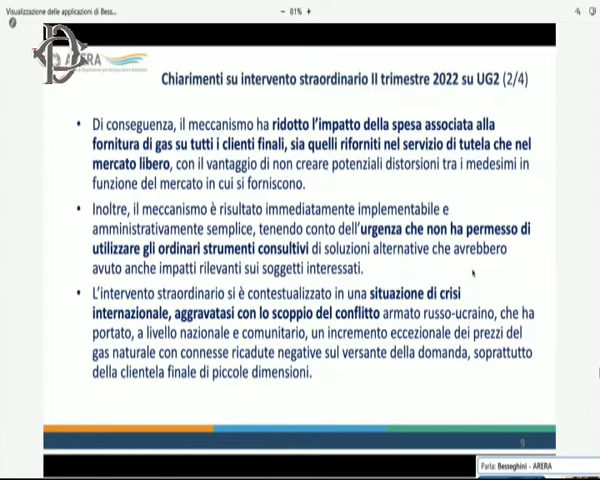 Visualizzazione delle applicazioni di Bess...
− 81% +
ARERA
Chiarimenti su intervento straordinario II trimestre 2022 su UG2 (2/4)
• Di conseguenza, il meccanismo ha ridotto l'impatto della spesa associata alla
fornitura di gas su tutti i clienti finali, sia quelli riforniti nel servizio di tutela che nel
mercato libero, con il vantaggio di non creare potenziali distorsioni tra i medesimi in
funzione del mercato in cui si forniscono.
• Inoltre, il meccanismo è risultato immediatamente implementabile e
amministrativamente semplice, tenendo conto dell'urgenza che non ha permesso di
utilizzare gli ordinari strumenti consultivi di soluzioni alternative che avrebbero
avuto anche impatti rilevanti sui soggetti interessati.
• L'intervento straordinario si è contestualizzato in una situazione di crisi
internazionale, aggravatasi con lo scoppio del conflitto armato russo-ucraino, che ha
portato, a livello nazionale e comunitario, un incremento eccezionale dei prezzi del
gas naturale con connesse ricadute negative sul versante della domanda, soprattutto
della clientela finale di piccole dimensioni.
9
Parla: Besseghini - ARERA